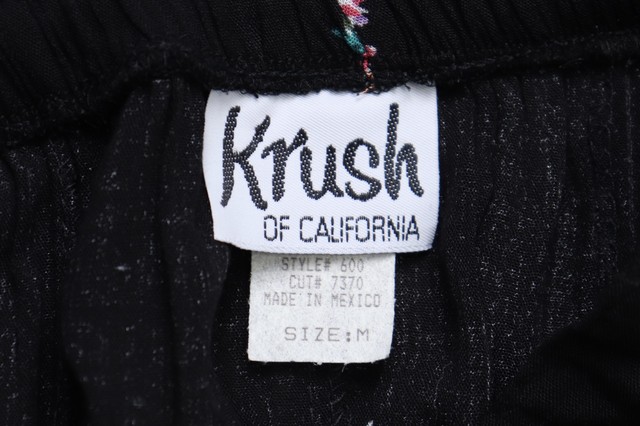 Krush
OF CALIFORNIA
STYLE# 600
CUT# 7370
MADE IN MEXICO
SIZE:M